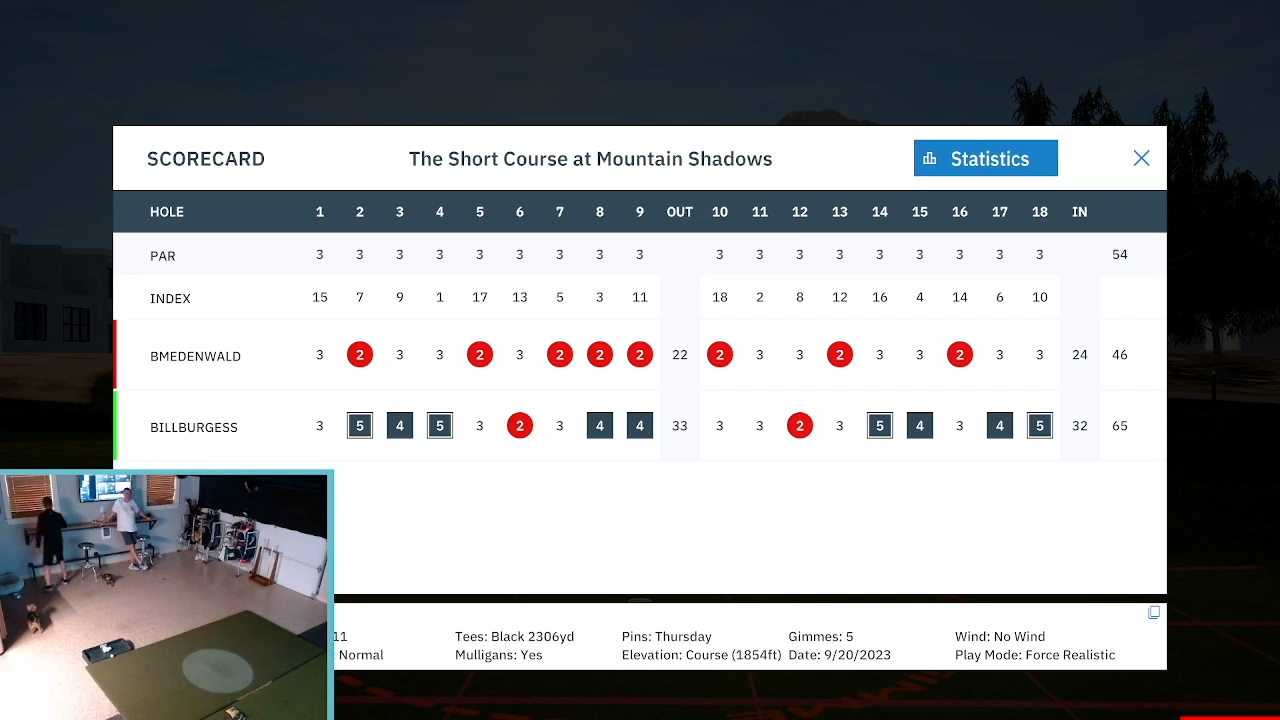 SCORECARD The Short Course at Mountain Shadows Statistics
HOLE 1 2 3 4 5 6 7 8 9 OUT 10 11 12 13 14 15 16 17 18 IN
PAR 3 3 3 3 3 3 3 3 3 3 3 3 3 3 3 3 3 3 54
INDEX 15 7 9 1 17 13 5 3 11 18 2 8 12 16 4 14 6 10
BMEDENWALD 3 2 3 3 2 3 2 2 2 22 2 3 3 2 3 3 2 3 3 24 46
BILLBURGESS 3 5 4 5 3 2 3 4 4 33 3 3 2 3 5 4 3 4 5 32 65
11 Tees: Black 2306yd Pins: Thursday Gimmes: 5 Wind: No Wind
Normal Mulligans: Yes Elevation: Course (1854ft) Date: 9/20/2023 Play Mode: Force Realistic